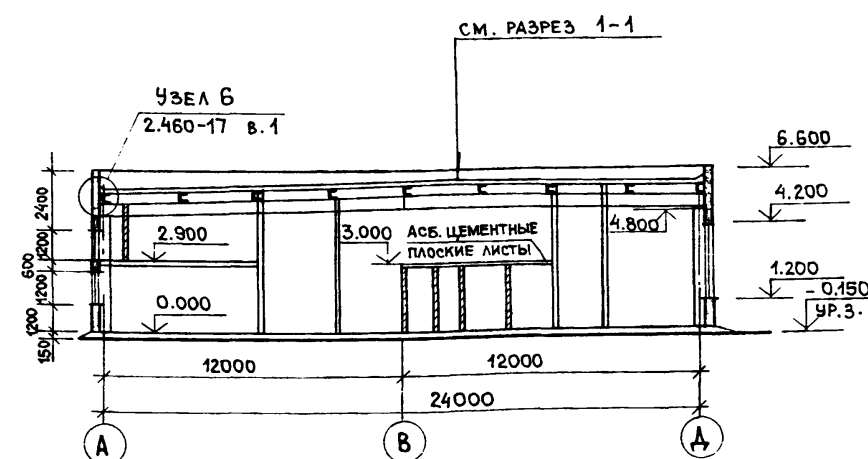 СМ. РАЗРЕЗ 1-1
УЗЕЛ 6
2.460-17 В.1
6.600
4.200
4.800
1.200
- 0.150
УР.З.
2.900
3.000
АСБ. ЦЕМЕНТНЫЕ
ПЛОСКИЕ ЛИСТЫ
0.000
2400
1200
600
1200
1200
150
12000
12000
24000
А
В
Д